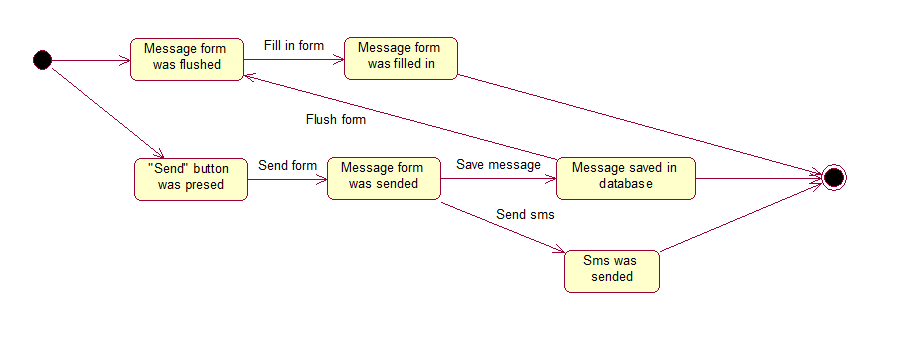 Message form
was flushed
Fill in form
Message form
was filled in
Flush form
"Send" button
was presed
Send form
Message form
was sended
Save message
Message saved in
database
Send sms
Sms was
sended